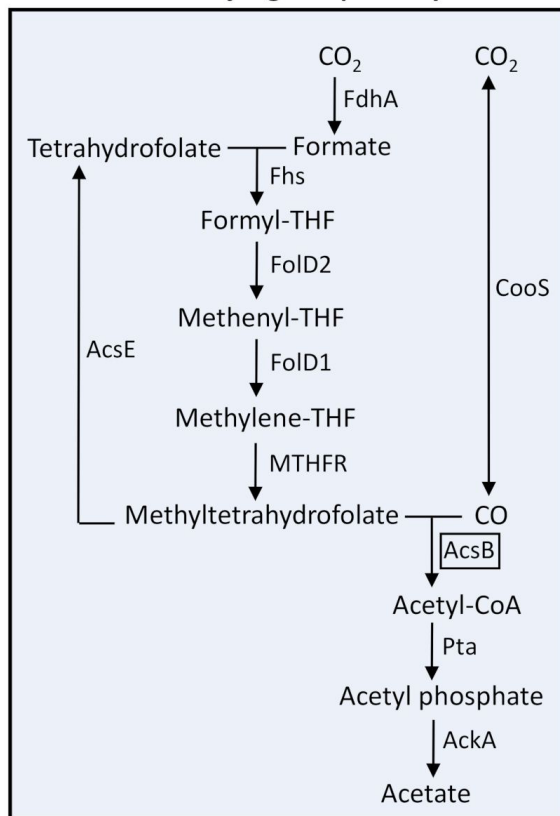 CO₂ CO₂
FdhA
Tetrahydrofolate Formate
Fhs
Formyl-THF
FolD2
CooS
Methenyl-THF
AcsE
FolD1
Methylene-THF
MTHFR
Methyltetrahydrofolate CO
AcsB
Acetyl-CoA
Pta
Acetyl phosphate
AckA
Acetate